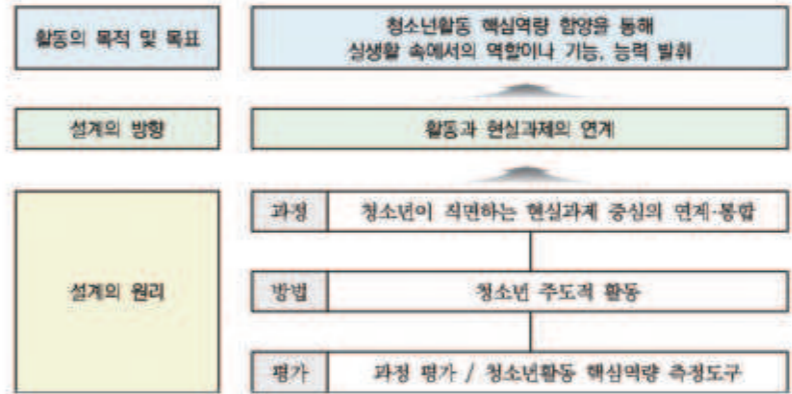 활동의 목적 및 목표
청소년활동 핵심역량 함양을 통해
실생활 속에서의 역할이나 기능, 능력 발휘
설계의 방향
활동과 현실과제의 연계
설계의 원리
과정
청소년이 직면하는 현실과제 중심의 연계·통합
방법
청소년 주도적 활동
평가
과정 평가 / 청소년활동 핵심역량 측정도구